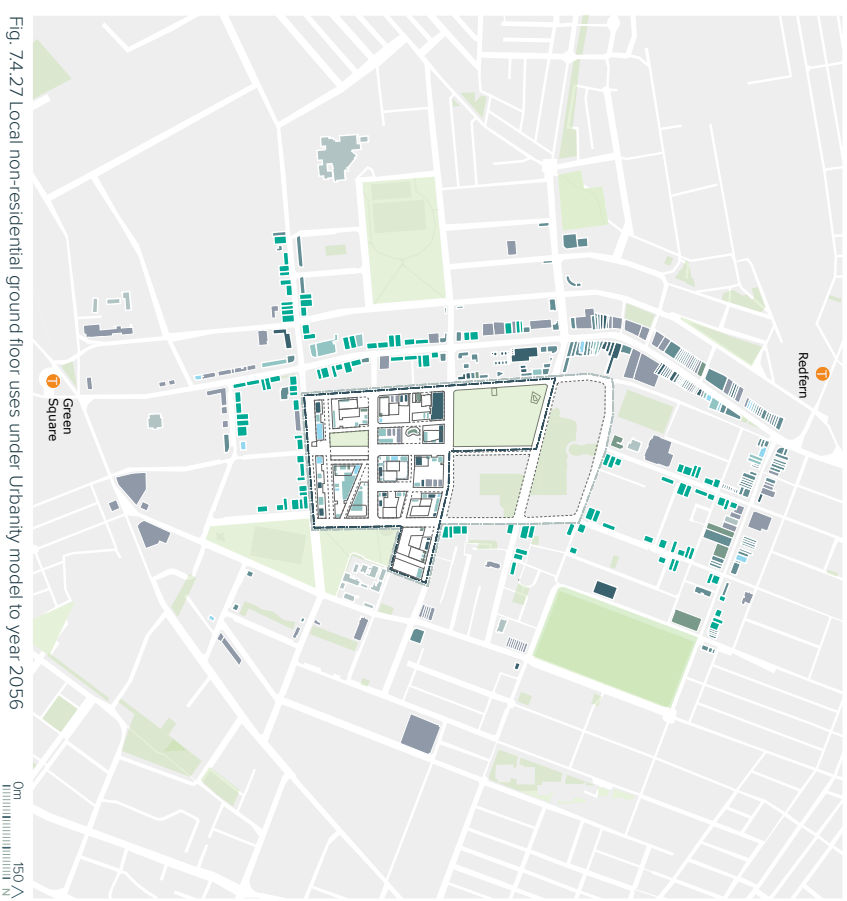 Fig. 7.4.27 Local non-residential ground floor uses under Urbanity model to year 2056
0m
150
N
T
Redfern
T
Green
Square